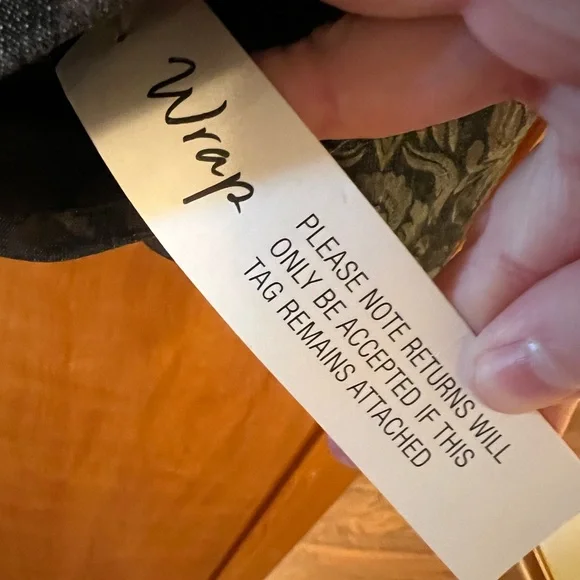 Wrap
PLEASE NOTE RETURNS WILL
ONLY BE ACCEPTED IF THIS
TAG REMAINS ATTACHED